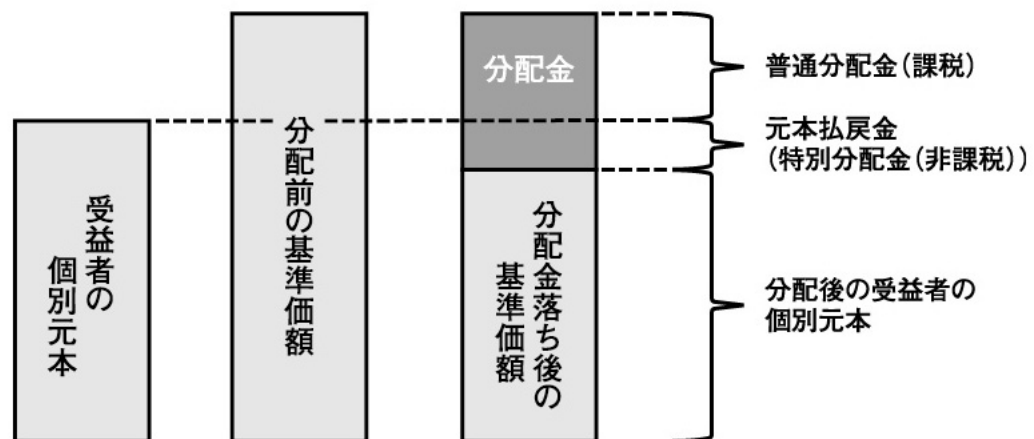 受益者の
個別元本
分配前の基準価額
分配金
分配金落ち後の
基準価額
普通分配金(課税)
元本払戻金
(特別分配金(非課税))
分配後の受益者の
個別元本